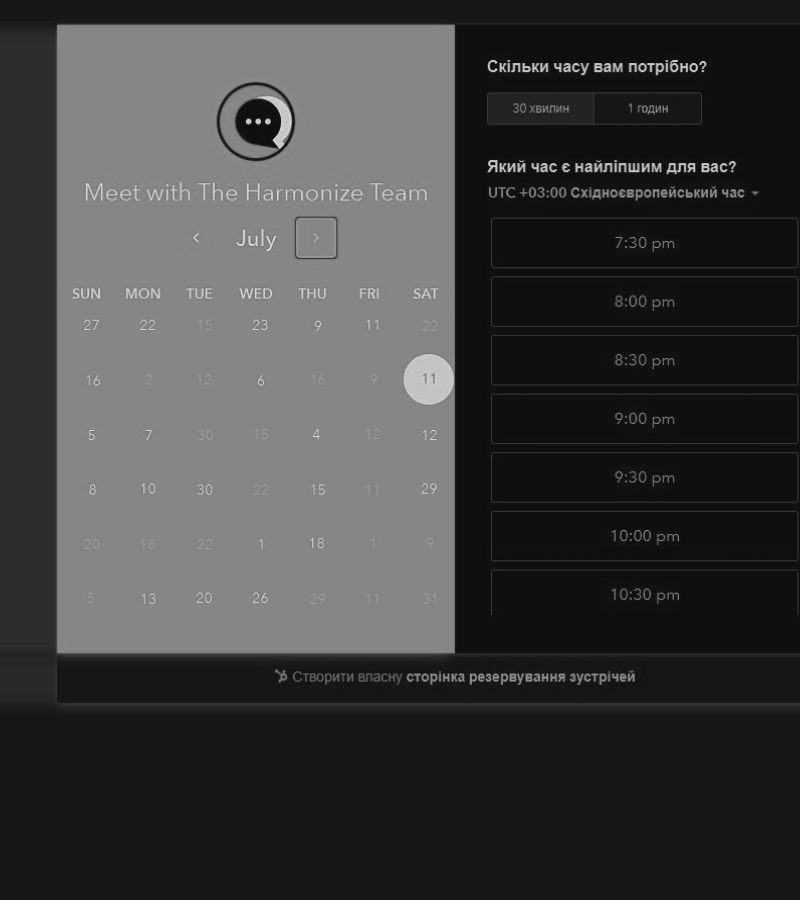 Meet with The Harmonize Team
July
SUN MON TUE WED THU FRI SAT
27 22 15 23 9 11 22
16 2 12 6 16 9 11
5 7 30 15 4 12 12
8 10 30 22 15 11 29
20 18 22 1 18 1 9
5 13 20 26 29 11 31
Скільки часу вам потрібно?
30 хвилин 1 годин
Який час є найліпшим для вас?
UTC +03:00 Східноєвропейський час
7:30 pm
8:00 pm
8:30 pm
9:00 pm
9:30 pm
10:00 pm
10:30 pm
Створити власну сторінка резервування зустрічей